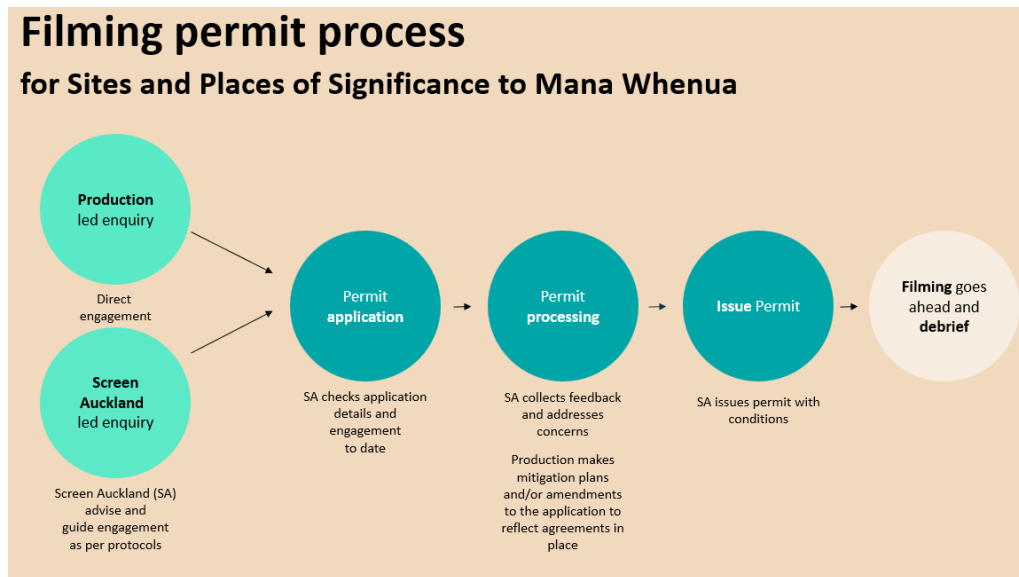 Filming permit process
for Sites and Places of Significance to Mana Whenua
Production
led enquiry
Direct
engagement
Screen
Auckland
led enquiry
Screen Auckland (SA)
advise and
guide engagement
as per protocols
Permit
application
SA checks application
details and
engagement
to date
Permit
processing
SA collects feedback
and addresses
concerns
Production makes
mitigation plans
and/or amendments
to the application to
reflect agreements in
place
Issue Permit
SA issues permit with
conditions
Filming goes
ahead and
debrief